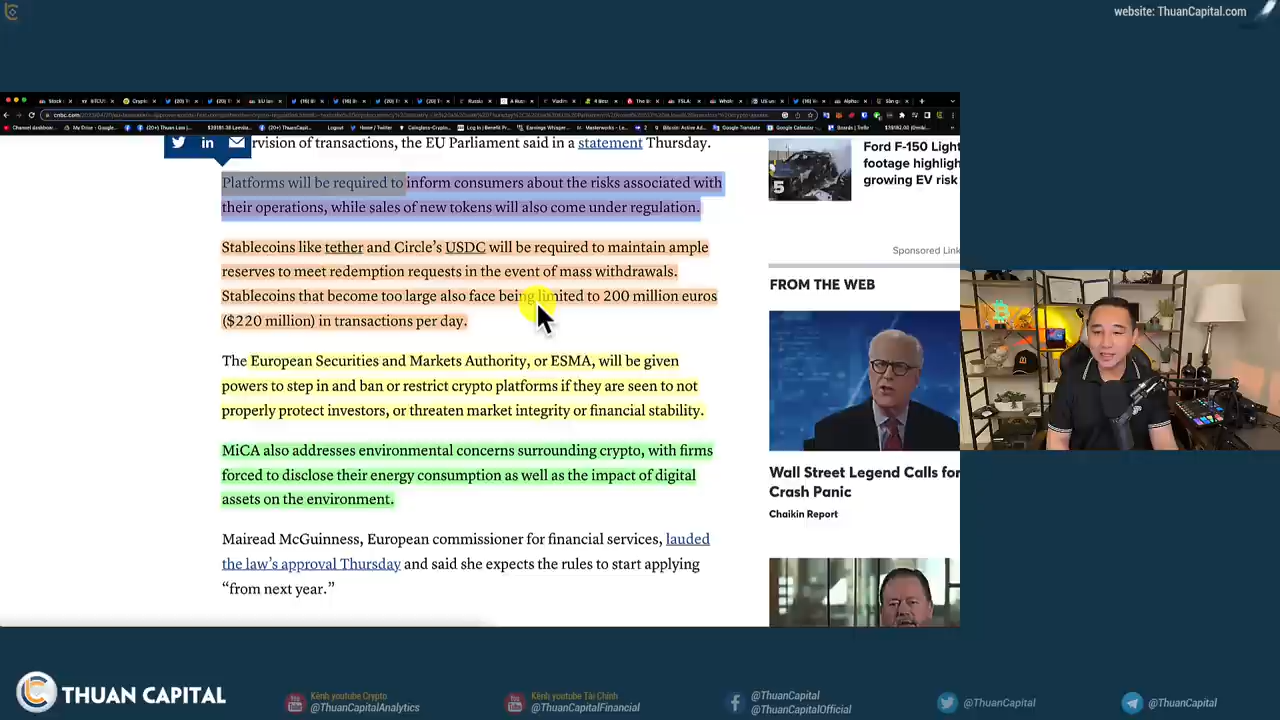 website: ThuanCapital.com
rvision of transactions, the EU Parliament said in a statement Thursday.
Platforms will be required to inform consumers about the risks associated with
their operations, while sales of new tokens will also come under regulation.
Stablecoins like tether and Circle’s USDC will be required to maintain ample
reserves to meet redemption requests in the event of mass withdrawals.
Stablecoins that become too large also face being limited to 200 million euros
($220 million) in transactions per day.
The European Securities and Markets Authority, or ESMA, will be given
powers to step in and ban or restrict crypto platforms if they are seen to not
properly protect investors, or threaten market integrity or financial stability.
MiCA also addresses environmental concerns surrounding crypto, with firms
forced to disclose their energy consumption as well as the impact of digital
assets on the environment.
Mairead McGuinness, European commissioner for financial services, lauded
the law’s approval Thursday and said she expects the rules to start applying
“from next year.”
5
Ford F-150 Light
footage highligh
growing EV risk
Sponsored Link
FROM THE WEB
Wall Street Legend Calls for
Crash Panic
Chaikin Report
THUAN CAPITAL
Kênh youtube Crypto
@ThuanCapitalAnalytics
Kênh youtube Tài Chính
@ThuanCapitalFinancial
@ThuanCapital
@ThuanCapitalOfficial
@ThuanCapital
@ThuanCapital